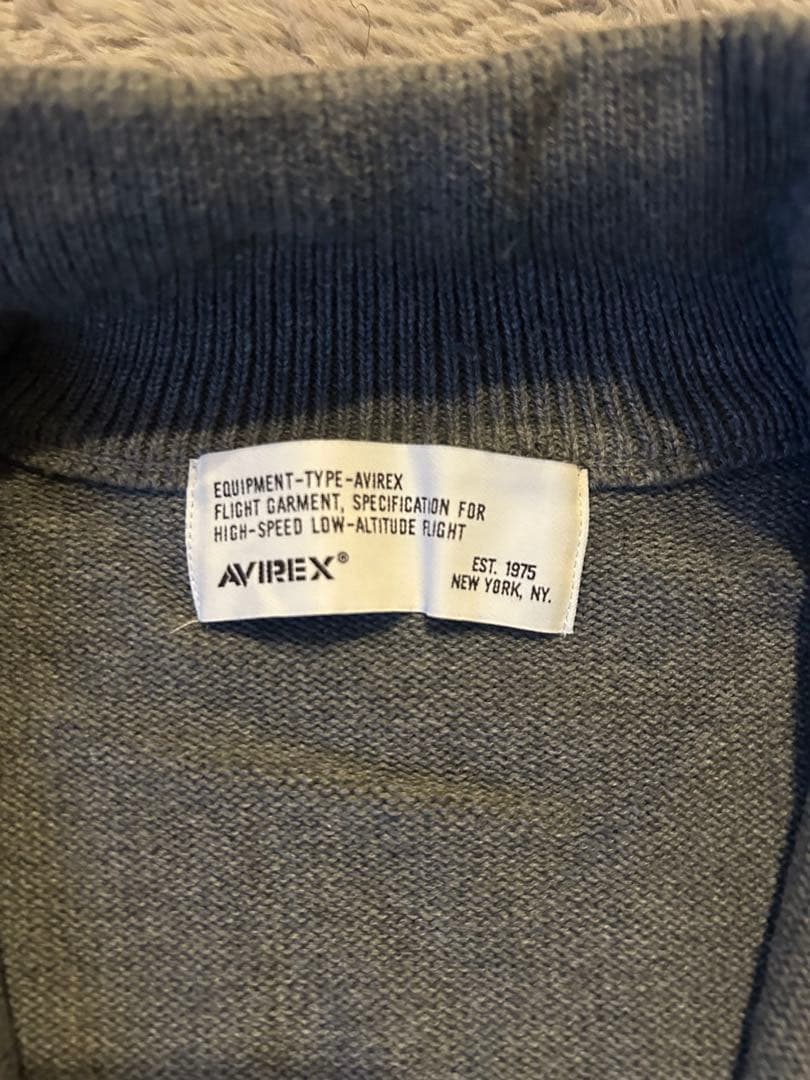 EQUIPMENT-TYPE-AVIREX
FLIGHT GARMENT, SPECIFICATION FOR
HIGH-SPEED LOW-ALTITUDE FLIGHT
AVIREX®
EST. 1975
NEW YORK, NY.